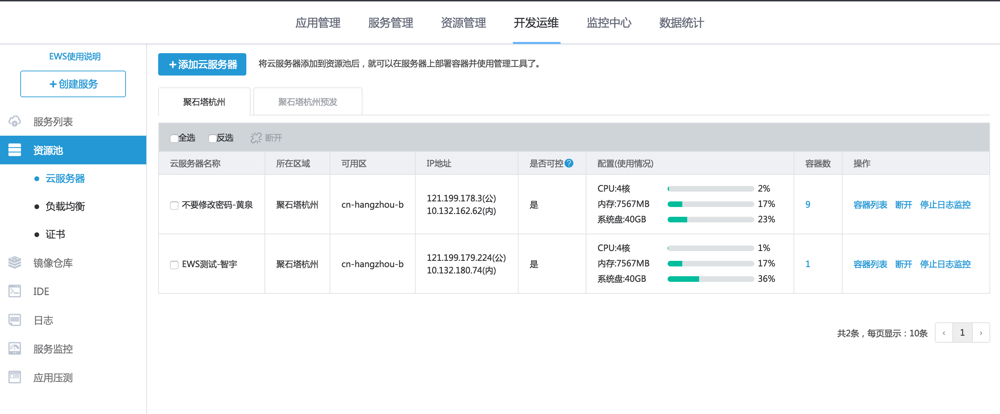 应用管理 服务管理 资源管理 开发运维 监控中心 数据统计
EWS使用说明
+创建服务
服务列表
资源池
云服务器
负载均衡
证书
镜像仓库
IDE
日志
服务监控
应用压测
+添加云服务器 将云服务器添加到资源池后，就可以在服务器上部署容器并使用管理工具了。
聚石塔杭州 聚石塔杭州预发
全选 反选 断开
云服务器名称 所在区域 可用区 IP地址 是否可控? 配置(使用情况) 容器数 操作
不要修改密码-黄泉 聚石塔杭州 cn-hangzhou-b
121.199.178.3(公)
10.132.162.62(内)
是
CPU:4核 2%
内存:7567MB 17%
系统盘:40GB 23%
9
容器列表 断开 停止日志监控
EWS测试-智宇 聚石塔杭州 cn-hangzhou-b
121.199.179.224(公)
10.132.180.74(内)
是
CPU:4核 1%
内存:7567MB 17%
系统盘:40GB 36%
1
容器列表 断开 停止日志监控
共2条，每页显示：10条 ‹ 1 ›